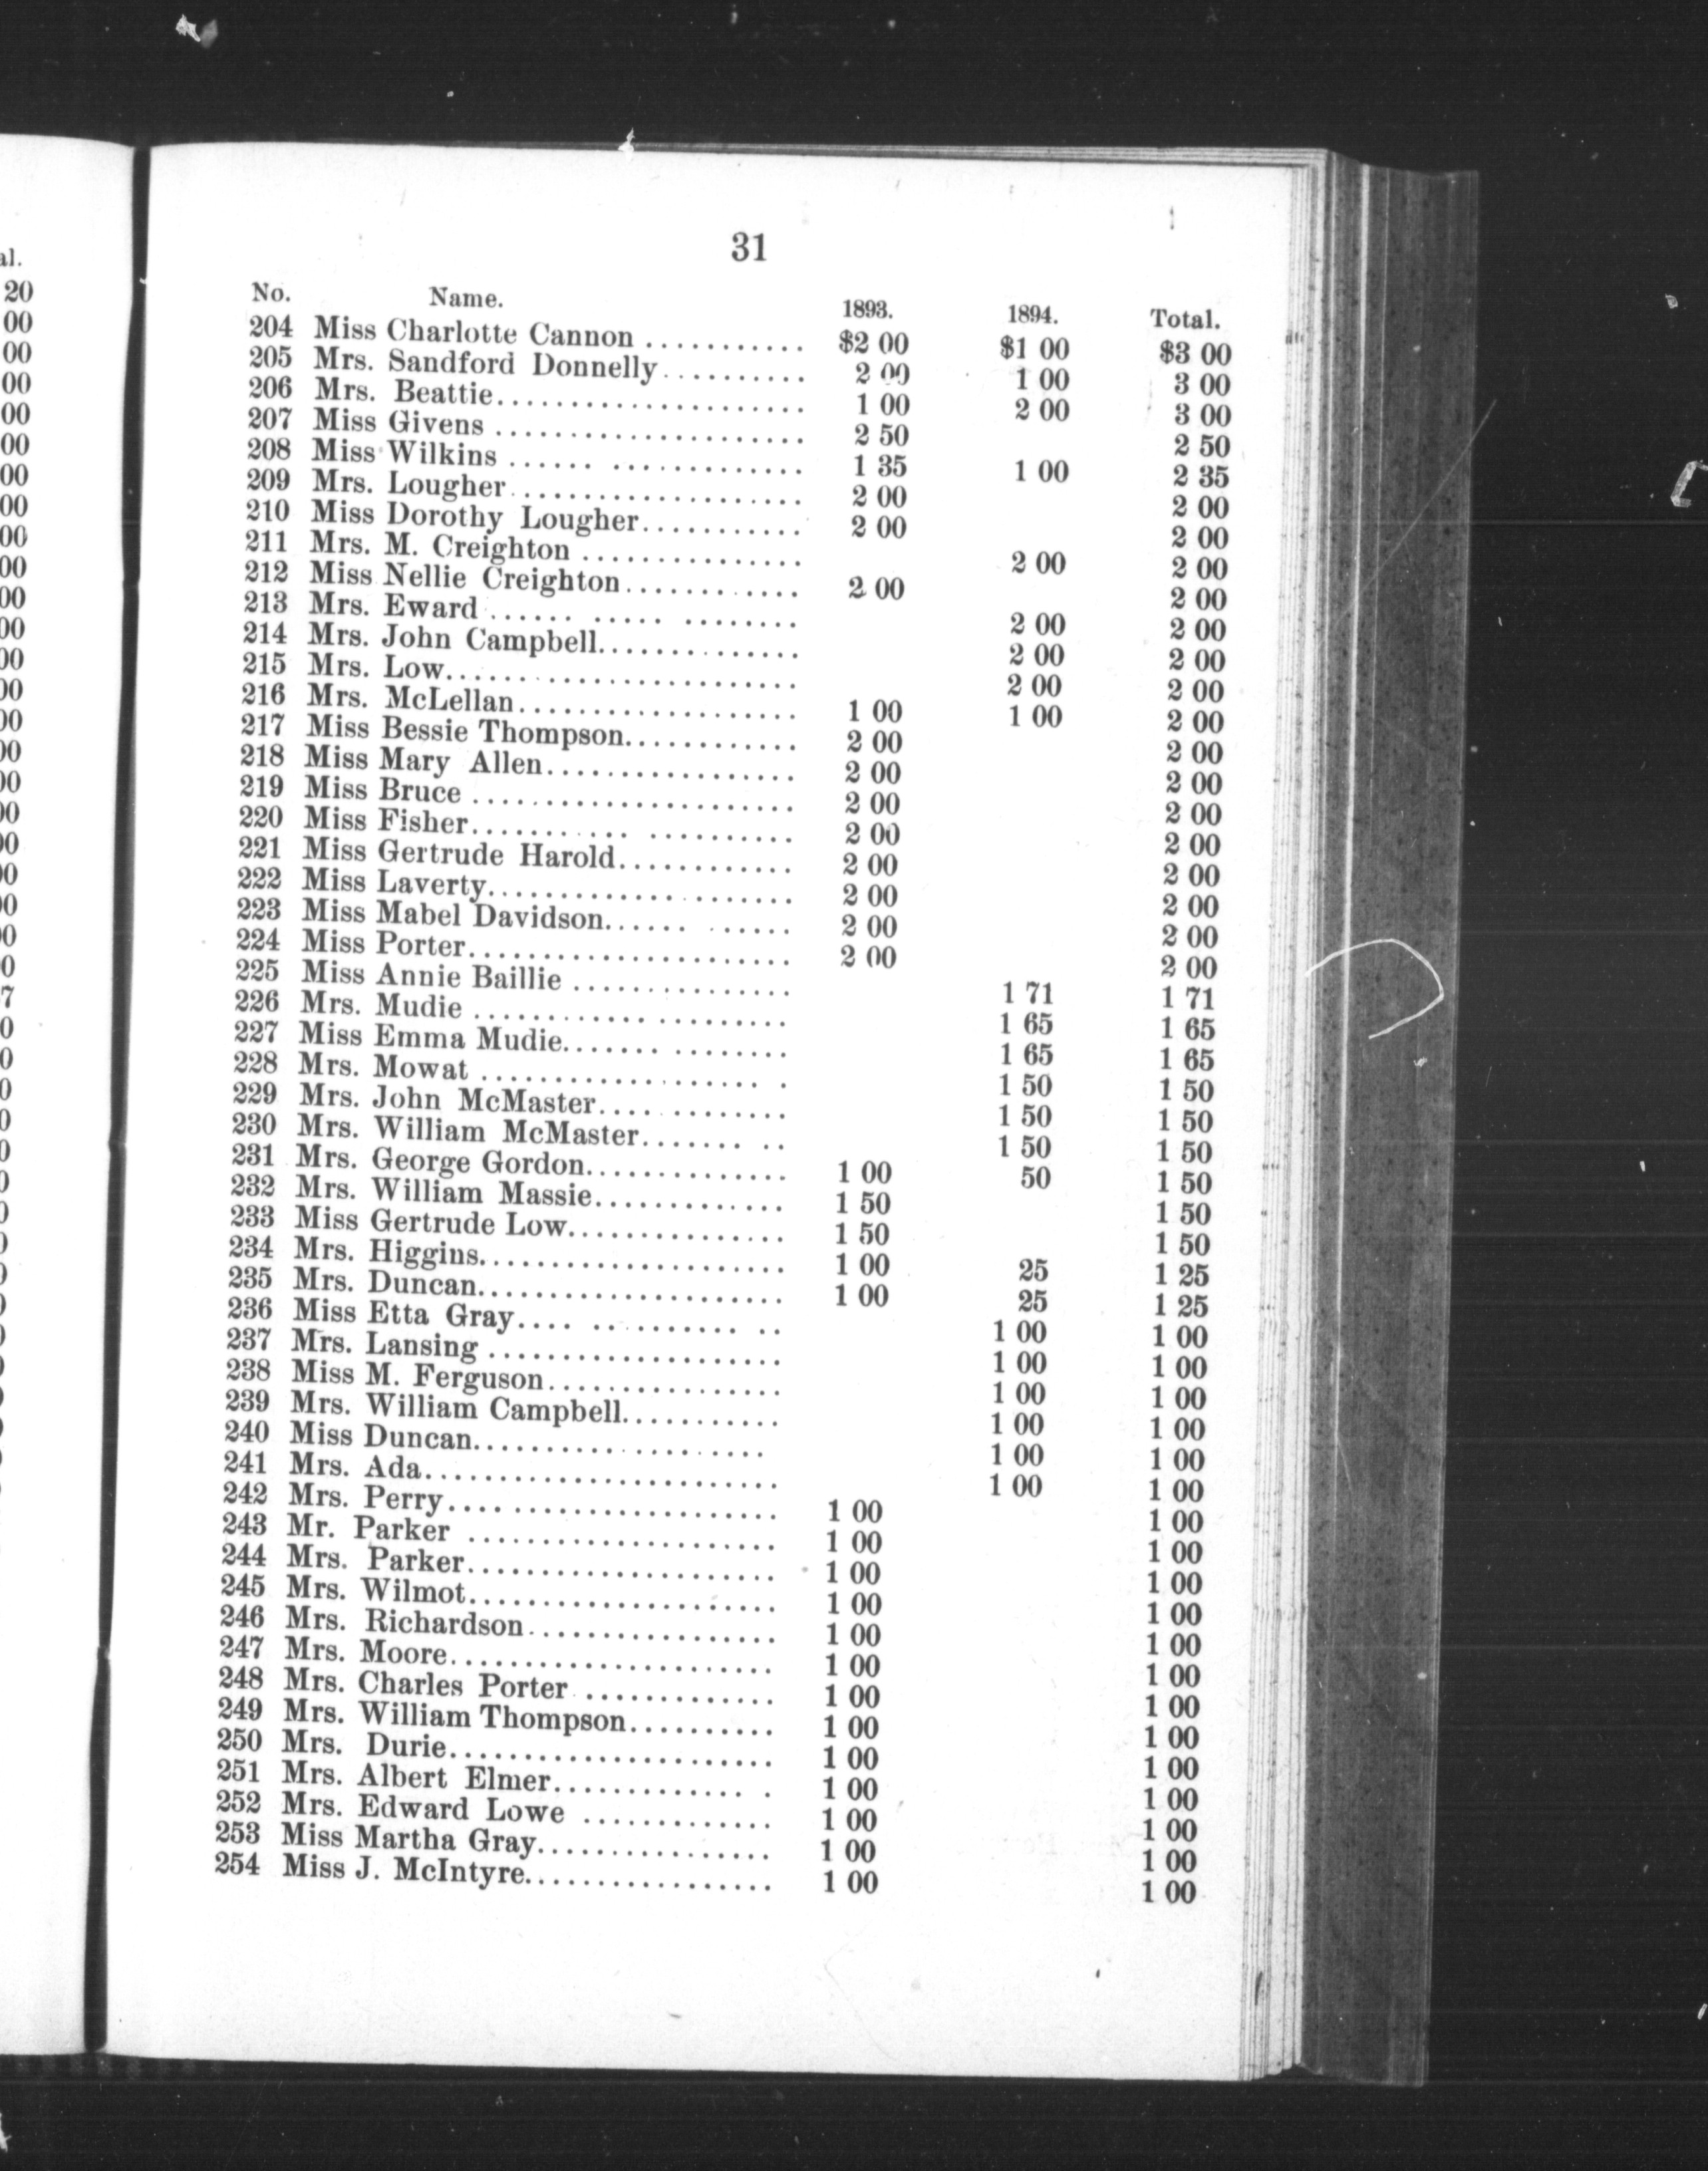 31
No. Name. 1893. 1894. Total.
204 Miss Charlotte Cannon ........... $2 00 $1 00 $3 00
205 Mrs. Sandford Donnelly.......... 2 00 1 00 3 00
206 Mrs. Beattie..................... 1 00 2 00 3 00
207 Miss Givens ..................... 2 50 2 50
208 Miss Wilkins ...... ............. 1 35 1 00 2 35
209 Mrs. Lougher.................... 2 00 2 00
210 Miss Dorothy Lougher........... 2 00 2 00
211 Mrs. M. Creighton ............... 2 00 2 00
212 Miss Nellie Creighton............ 2 00 2 00
213 Mrs. Eward ...... ..... ........ 2 00 2 00
214 Mrs. John Campbell.............. 2 00 2 00
215 Mrs. Low........................ 2 00 2 00
216 Mrs. McLellan................... 1 00 1 00 2 00
217 Miss Bessie Thompson............ 2 00 2 00
218 Miss Mary Allen................. 2 00 2 00
219 Miss Bruce ...................... 2 00 2 00
220 Miss Fisher........... .......... 2 00 2 00
221 Miss Gertrude Harold............ 2 00 2 00
222 Miss Laverty..................... 2 00 2 00
223 Miss Mabel Davidson...... ...... 2 00 2 00
224 Miss Porter...................... 2 00 2 00
225 Miss Annie Baillie ............... 1 71 1 71
226 Mrs. Mudie ............ ......... 1 65 1 65
227 Miss Emma Mudie....... ........ 1 65 1 65
228 Mrs. Mowat ................... . 1 50 1 50
229 Mrs. John McMaster............. 1 50 1 50
230 Mrs. William McMaster....... .. 1 50 1 50
231 Mrs. George Gordon.............. 1 00 50 1 50
232 Mrs. William Massie............. 1 50 1 50
233 Miss Gertrude Low............... 1 50 1 50
234 Mrs. Higgins..................... 1 00 25 1 25
235 Mrs. Duncan..................... 1 00 25 1 25
236 Miss Etta Gray.... .......... .. 1 00 1 00
237 Mrs. Lansing .................... 1 00 1 00
238 Miss M. Ferguson................ 1 00 1 00
239 Mrs. William Campbell........... 1 00 1 00
240 Miss Duncan.................... 1 00 1 00
241 Mrs. Ada........................ 1 00 1 00
242 Mrs. Perry....................... 1 00 1 00
243 Mr. Parker ..................... 1 00 1 00
244 Mrs. Parker..................... 1 00 1 00
245 Mrs. Wilmot..................... 1 00 1 00
246 Mrs. Richardson................. 1 00 1 00
247 Mrs. Moore...................... 1 00 1 00
248 Mrs. Charles Porter ............. 1 00 1 00
249 Mrs. William Thompson.......... 1 00 1 00
250 Mrs. Durie...................... 1 00 1 00
251 Mrs. Albert Elmer............. . 1 00 1 00
252 Mrs. Edward Lowe ............. 1 00 1 00
253 Miss Martha Gray................ 1 00 1 00
254 Miss J. McIntyre................. 1 00 1 00